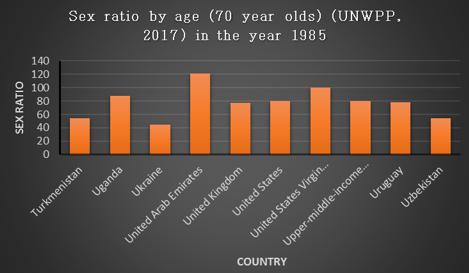 Sex ratio by age (70 year olds) (UNWPP,
2017) in the year 1985
SEX RATIO
140
120
100
80
60
40
20
0
Turkmenistan
Uganda
Ukraine
United Arab Emirates
United Kingdom
United States
United States Virgin...
Upper-middle-income...
Uruguay
Uzbekistan
COUNTRY